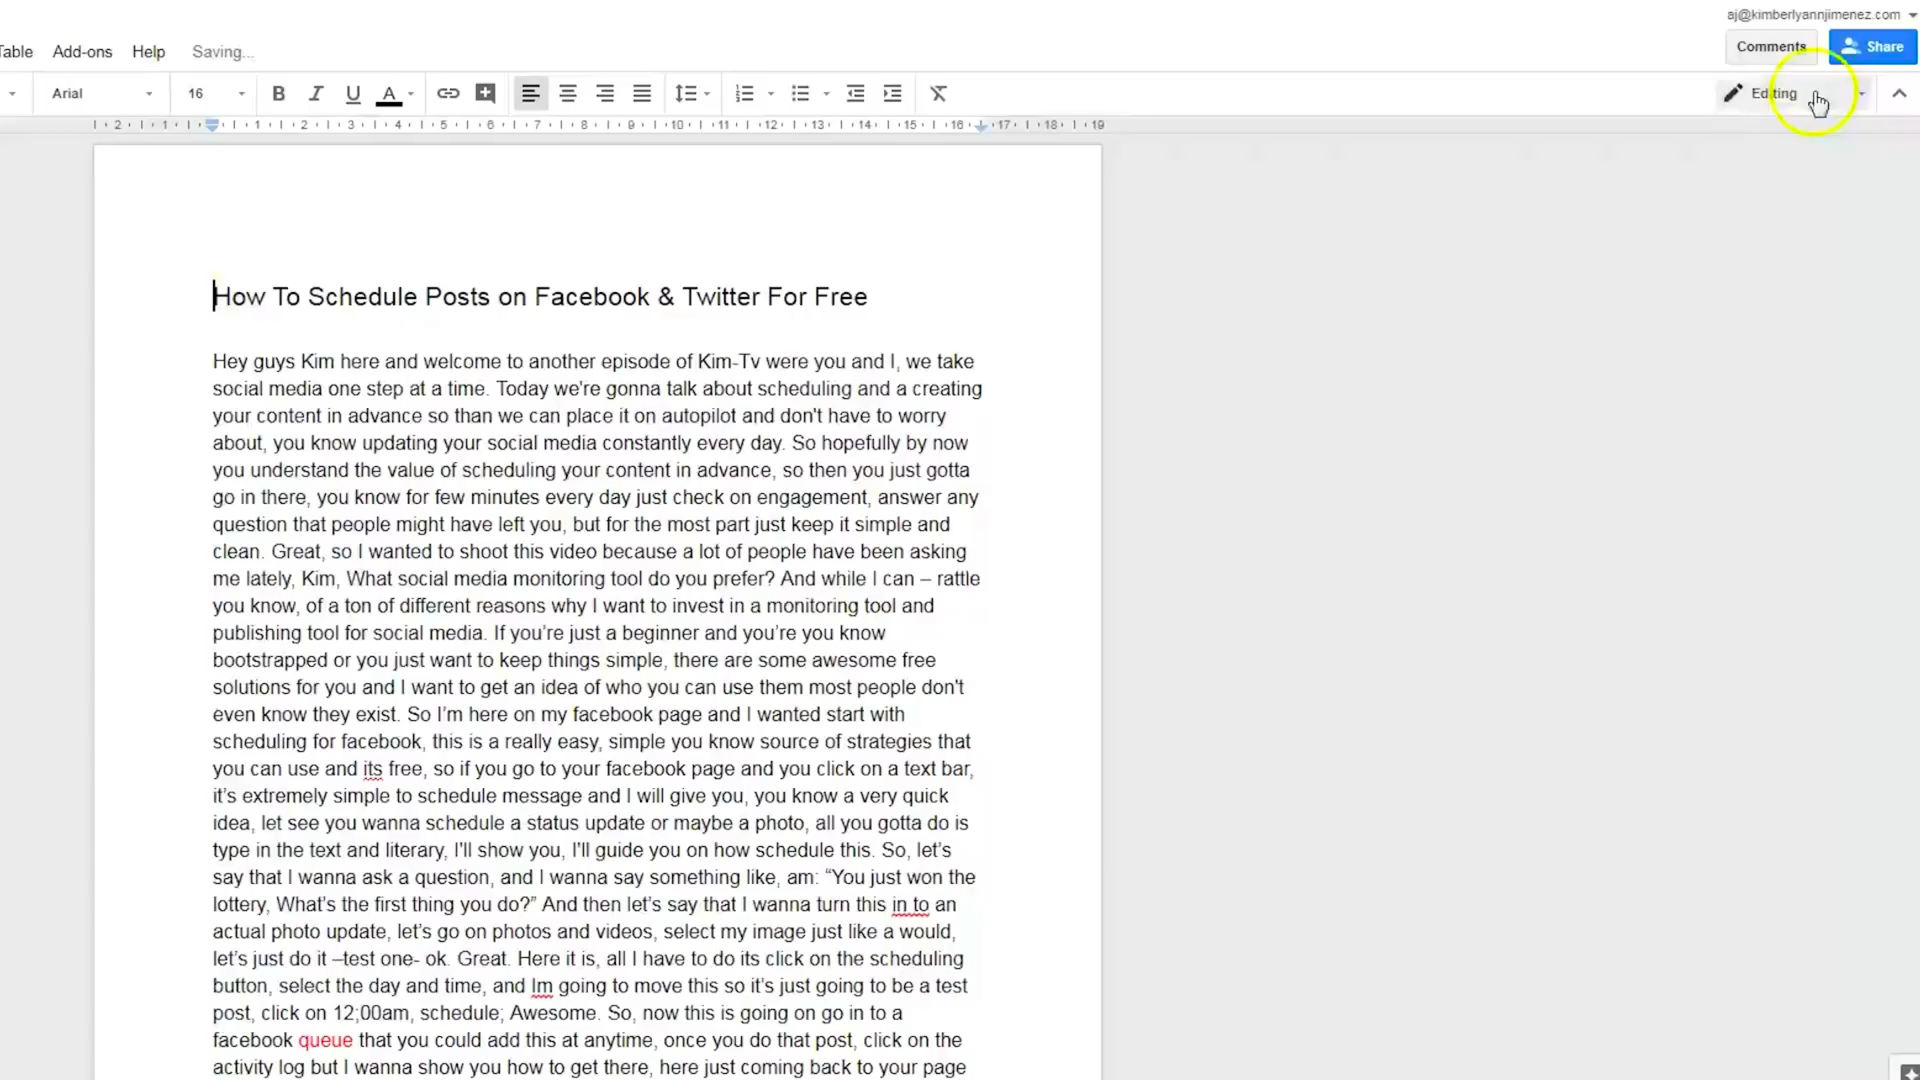 aj@kimberlyannjimenez.com
Table Add-ons Help Saving... Comments Share
Arial 16 B I U A Editing
2 1 1 2 3 4 5 6 7 8 9 10 11 12 13 14 15 16 17 18 19
How To Schedule Posts on Facebook & Twitter For Free
Hey guys Kim here and welcome to another episode of Kim-Tv were you and I, we take
social media one step at a time. Today we're gonna talk about scheduling and a creating
your content in advance so than we can place it on autopilot and don't have to worry
about, you know updating your social media constantly every day. So hopefully by now
you understand the value of scheduling your content in advance, so then you just gotta
go in there, you know for few minutes every day just check on engagement, answer any
question that people might have left you, but for the most part just keep it simple and
clean. Great, so I wanted to shoot this video because a lot of people have been asking
me lately, Kim, What social media monitoring tool do you prefer? And while I can – rattle
you know, of a ton of different reasons why I want to invest in a monitoring tool and
publishing tool for social media. If you’re just a beginner and you’re you know
bootstrapped or you just want to keep things simple, there are some awesome free
solutions for you and I want to get an idea of who you can use them most people don't
even know they exist. So I’m here on my facebook page and I wanted start with
scheduling for facebook, this is a really easy, simple you know source of strategies that
you can use and its free, so if you go to your facebook page and you click on a text bar,
it’s extremely simple to schedule message and I will give you, you know a very quick
idea, let see you wanna schedule a status update or maybe a photo, all you gotta do is
type in the text and literary, I'll show you, I'll guide you on how schedule this. So, let’s
say that I wanna ask a question, and I wanna say something like, am: “You just won the
lottery, What’s the first thing you do?” And then let’s say that I wanna turn this in to an
actual photo update, let’s go on photos and videos, select my image just like a would,
let’s just do it –test one- ok. Great. Here it is, all I have to do its click on the scheduling
button, select the day and time, and Im going to move this so it’s just going to be a test
post, click on 12;00am, schedule; Awesome. So, now this is going on go in to a
facebook queue that you could add this at anytime, once you do that post, click on the
activity log but I wanna show you how to get there, here just coming back to your page